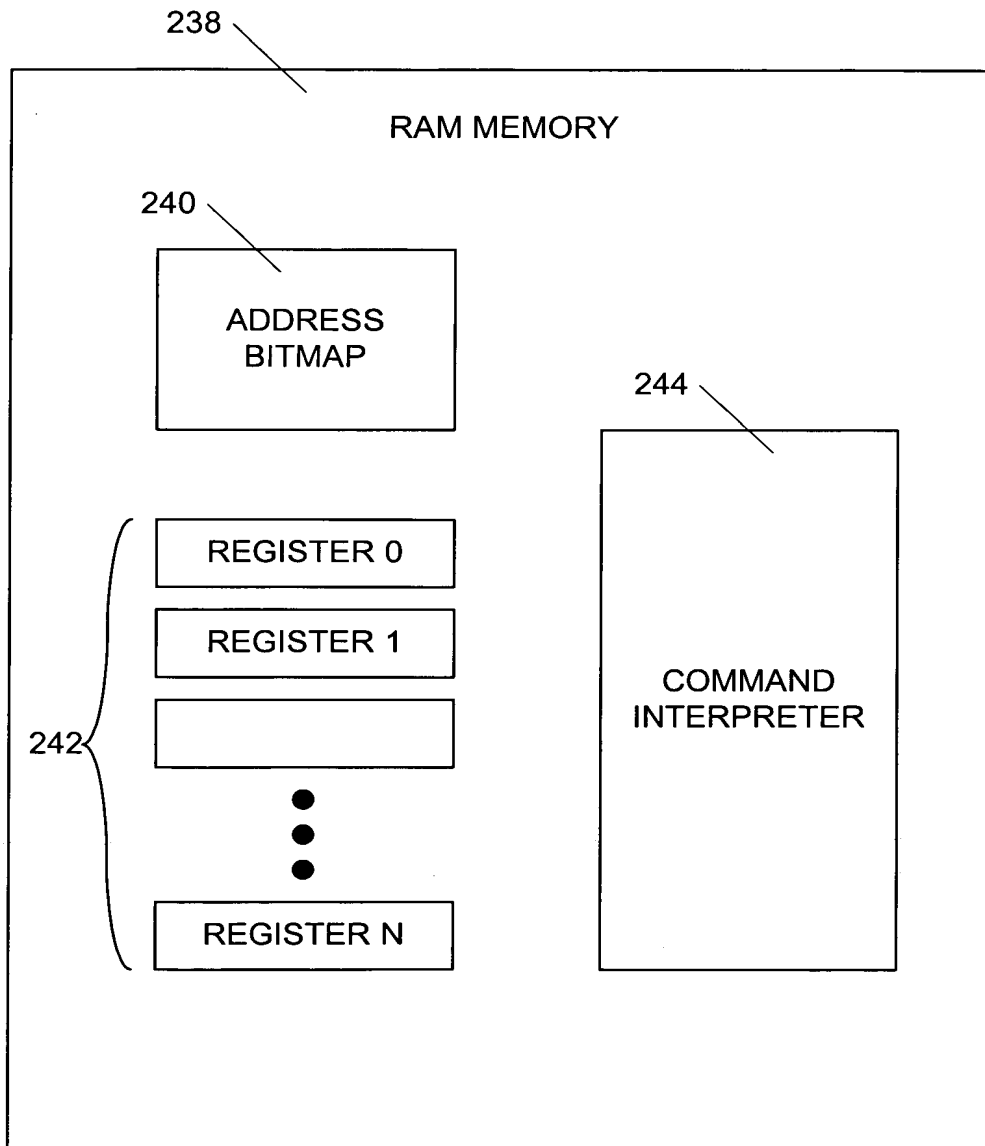 238
RAM MEMORY
240
ADDRESS
BITMAP
244
REGISTER 0
REGISTER 1
COMMAND
INTERPRETER
242
REGISTER N